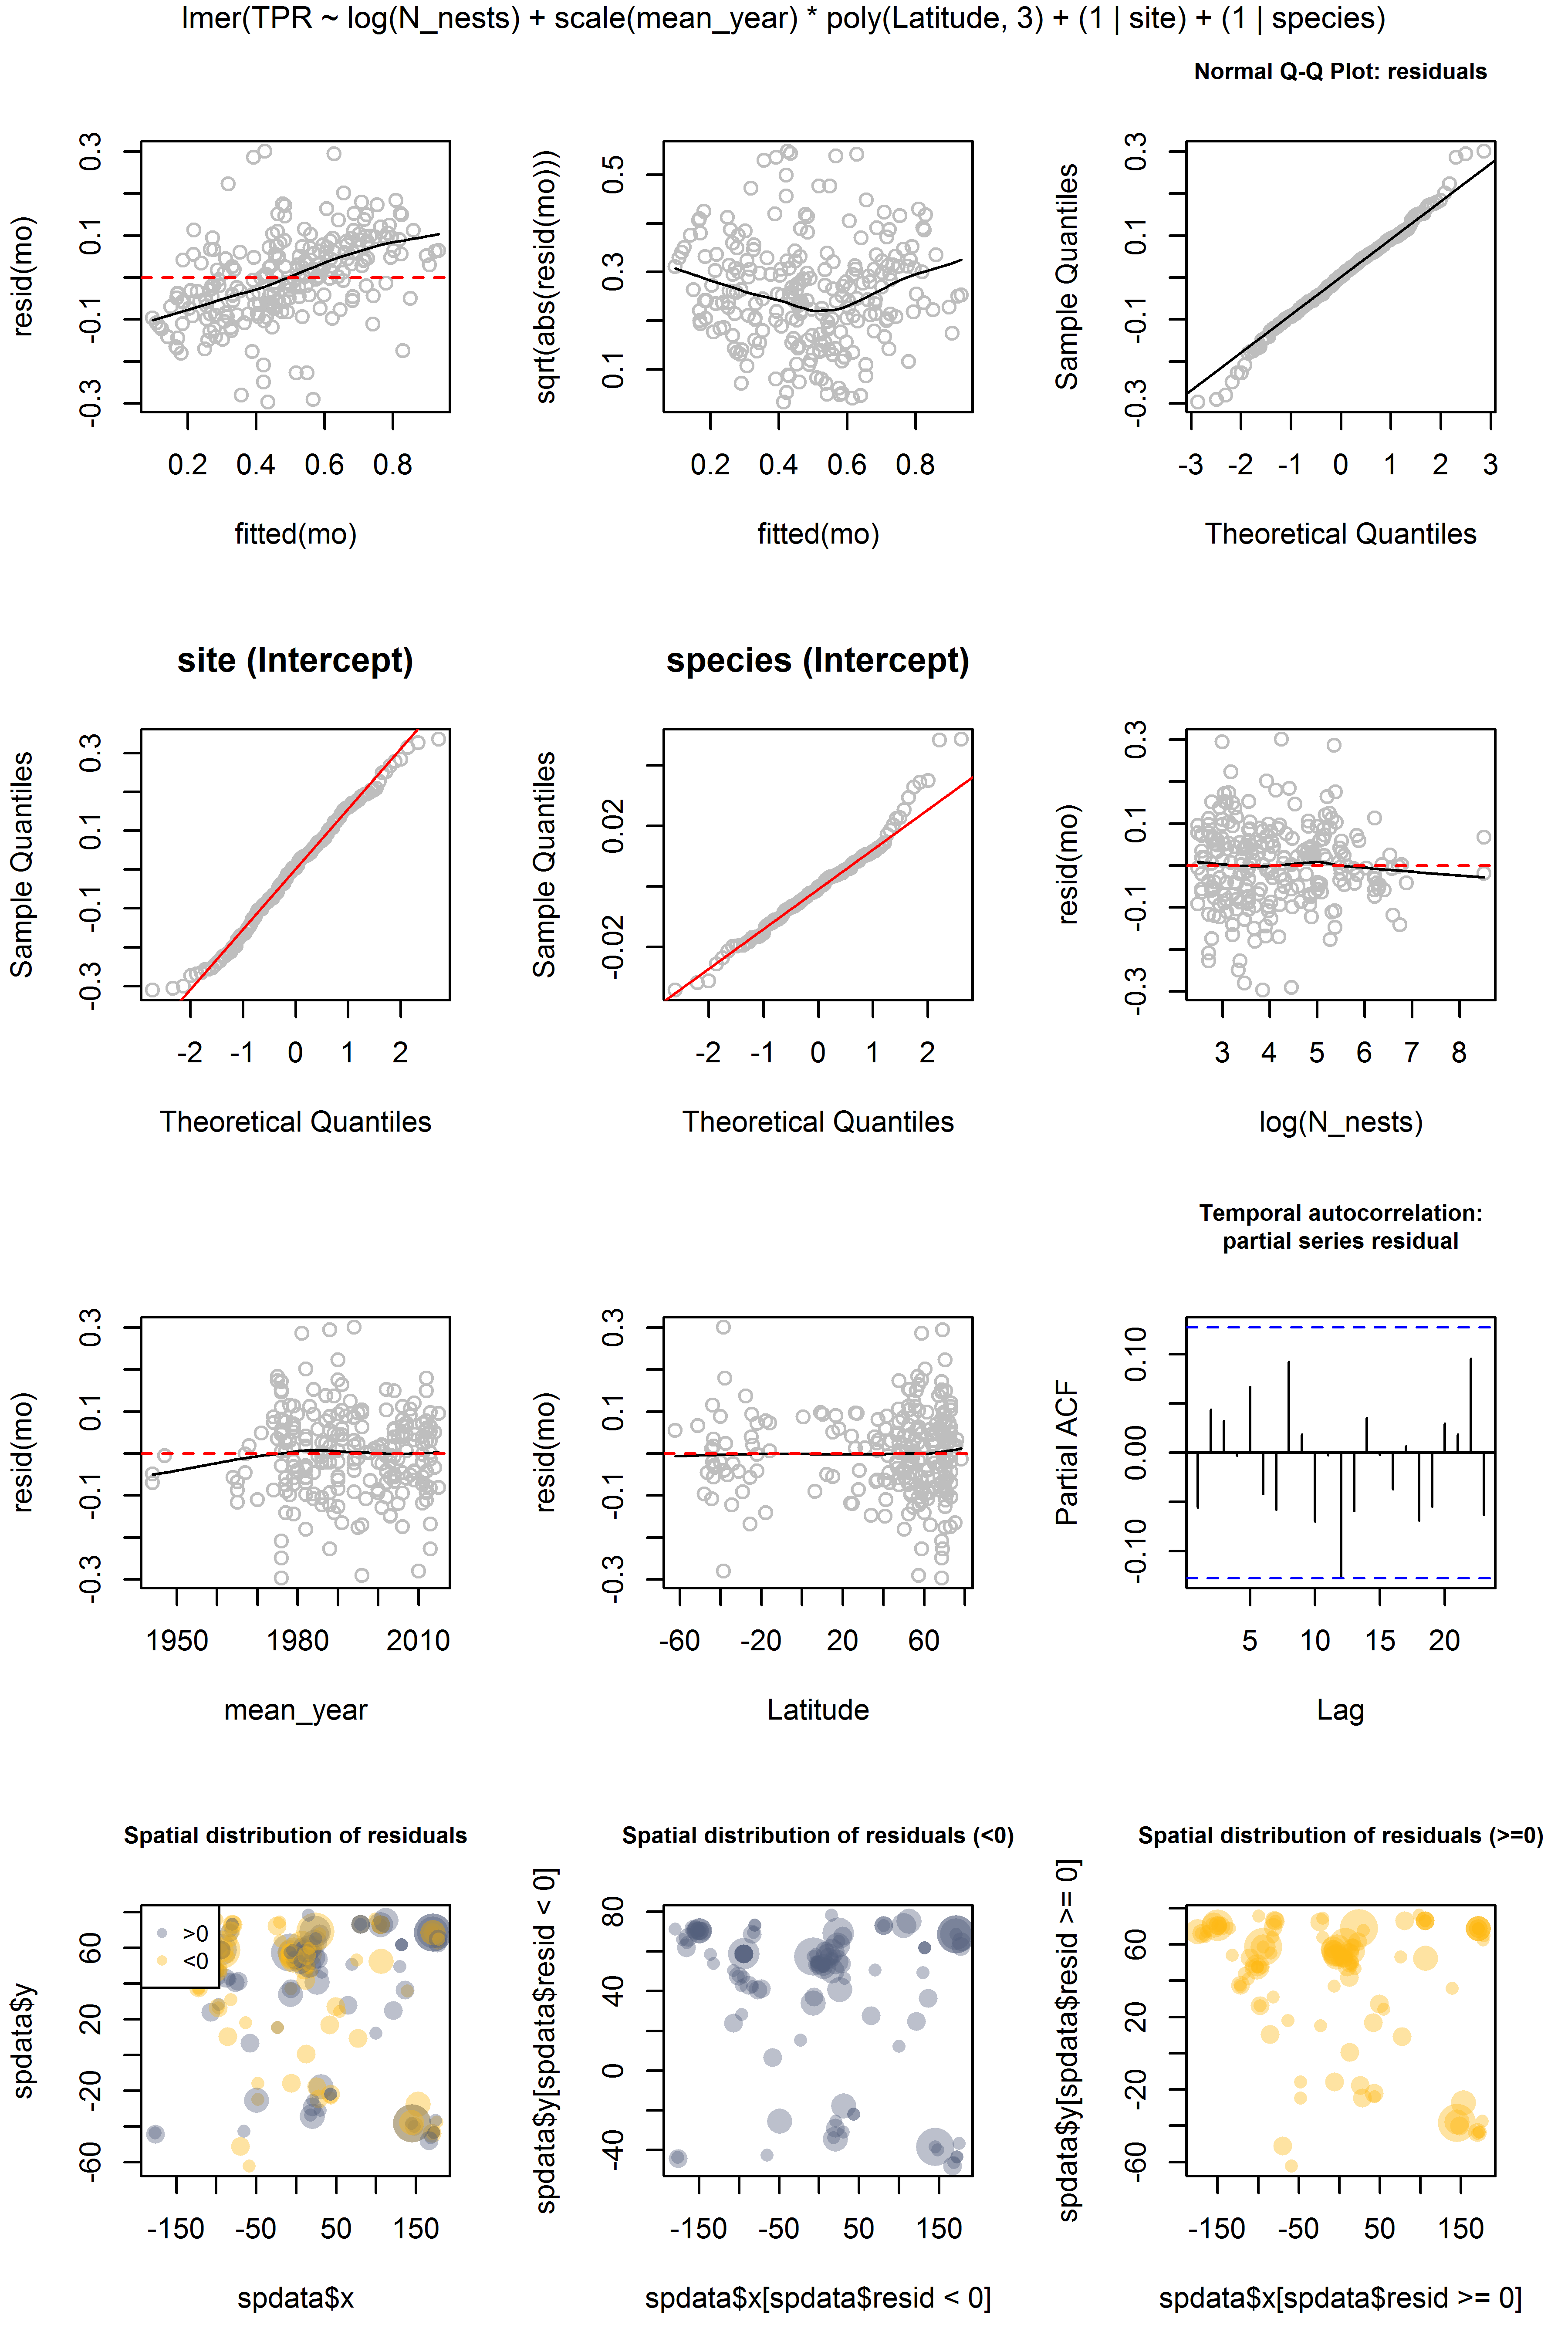 lmer(TPR ~ log(N_nests) + scale(mean_year) * poly(Latitude, 3) + (1 | site) + (1 | species)
resid(mo)
0.3
0.1
-0.1
-0.3
0.2 0.4 0.6 0.8
fitted(mo)
sqrt(abs(resid(mo)))
0.5
0.3
0.1
0.2 0.4 0.6 0.8
fitted(mo)
Normal Q-Q Plot: residuals
Sample Quantiles
0.3
0.1
-0.1
-0.3
-3 -2 -1 0 1 2 3
Theoretical Quantiles
site (Intercept)
Sample Quantiles
0.3
0.1
-0.1
-0.3
-2 -1 0 1 2
Theoretical Quantiles
species (Intercept)
Sample Quantiles
0.02
-0.02
-2 -1 0 1 2
Theoretical Quantiles
resid(mo)
0.3
0.1
-0.1
-0.3
3 4 5 6 7 8
log(N_nests)
resid(mo)
0.3
0.1
-0.1
-0.3
1950 1980 2010
mean_year
resid(mo)
0.3
0.1
-0.1
-0.3
-60 -20 20 60
Latitude
Temporal autocorrelation:
partial series residual
Partial ACF
0.10
0.00
-0.10
5 10 15 20
Lag
Spatial distribution of residuals
spdata$y
60
20
-20
-60
>0
<0
-150 -50 50 150
spdata$x
Spatial distribution of residuals (<0)
spdata$y[spdata$resid < 0]
80
40
0
-40
-150 -50 50 150
spdata$x[spdata$resid < 0]
Spatial distribution of residuals (>=0)
spdata$y[spdata$resid >= 0]
60
20
-20
-60
-150 -50 50 150
spdata$x[spdata$resid >= 0]